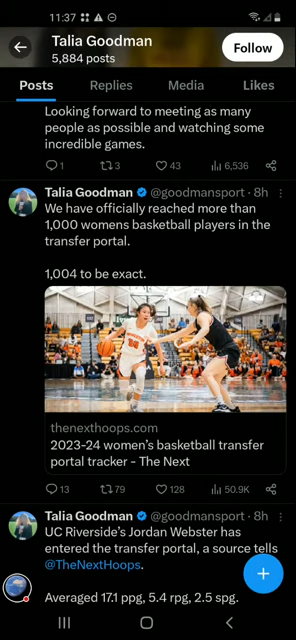 11:37
Talia Goodman
5,884 posts
Follow
Posts Replies Media Likes
Looking forward to meeting as many
people as possible and watching some
incredible games.
1 3 43 6,536
Talia Goodman @goodmansport · 8h
We have officially reached more than
1,000 womens basketball players in the
transfer portal.
1,004 to be exact.
thenexthoops.com
2023-24 women's basketball transfer
portal tracker - The Next
13 79 128 50.9K
Talia Goodman @goodmansport · 8h
UC Riverside's Jordan Webster has
entered the transfer portal, a source tells
@TheNextHoops.
Averaged 17.1 ppg, 5.4 rpg, 2.5 spg.